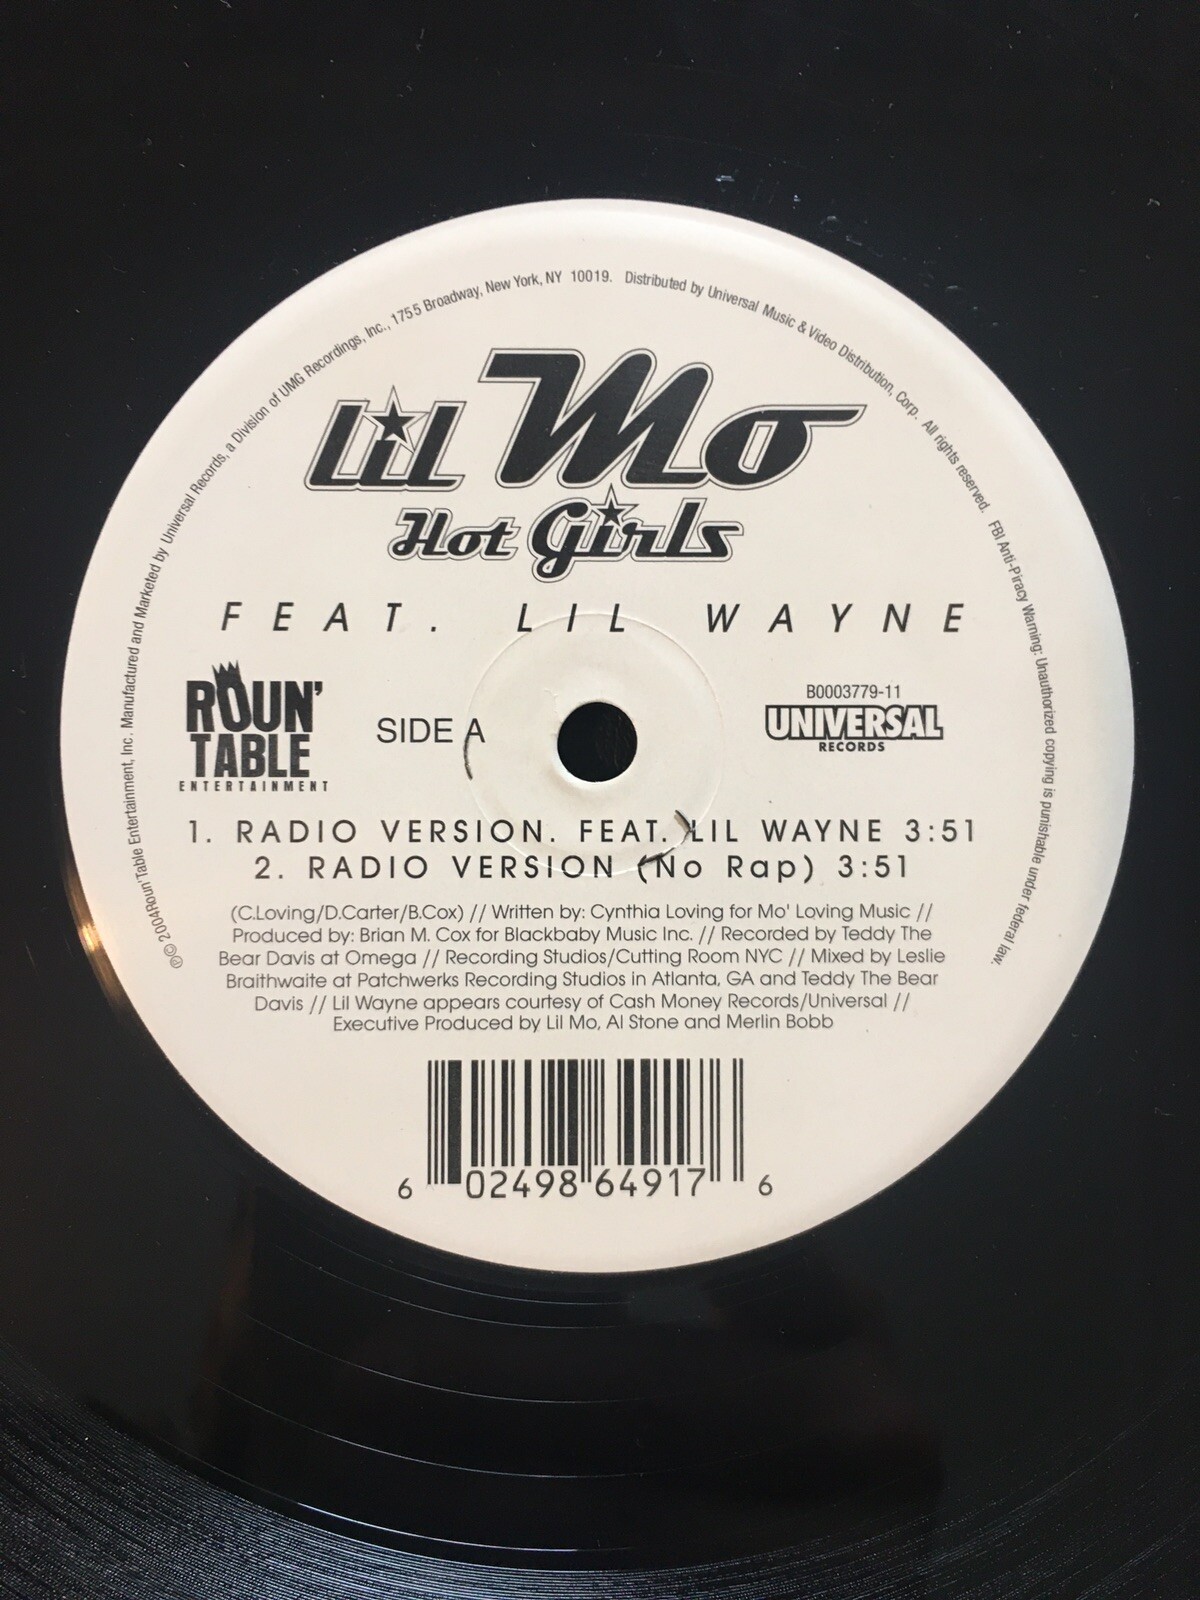 ℗© 2004 Roun' Table Entertainment, Inc. Manufactured and Marketed by Universal Records, a Division of UMG Recordings, Inc., 1755 Broadway, New York, NY 10019. Distributed by Universal Music & Video Distribution, Corp. All rights reserved. FBI Anti-Piracy Warning: Unauthorized copying is punishable under federal law.
Lil Mo
Hot Girls
FEAT. LIL WAYNE
ROUN'
TABLE
ENTERTAINMENT
SIDE A
B0003779-11
UNIVERSAL
RECORDS
1. RADIO VERSION. FEAT. LIL WAYNE 3:51
2. RADIO VERSION (No Rap) 3:51
(C.Loving/D.Carter/B.Cox) // Written by: Cynthia Loving for Mo' Loving Music //
Produced by: Brian M. Cox for Blackbaby Music Inc. // Recorded by Teddy The
Bear Davis at Omega // Recording Studios/Cutting Room NYC // Mixed by Leslie
Braithwaite at Patchwerks Recording Studios in Atlanta, GA and Teddy The Bear
Davis // Lil Wayne appears courtesy of Cash Money Records/Universal //
Executive Produced by Lil Mo, Al Stone and Merlin Bobb
6 02498 64917 6